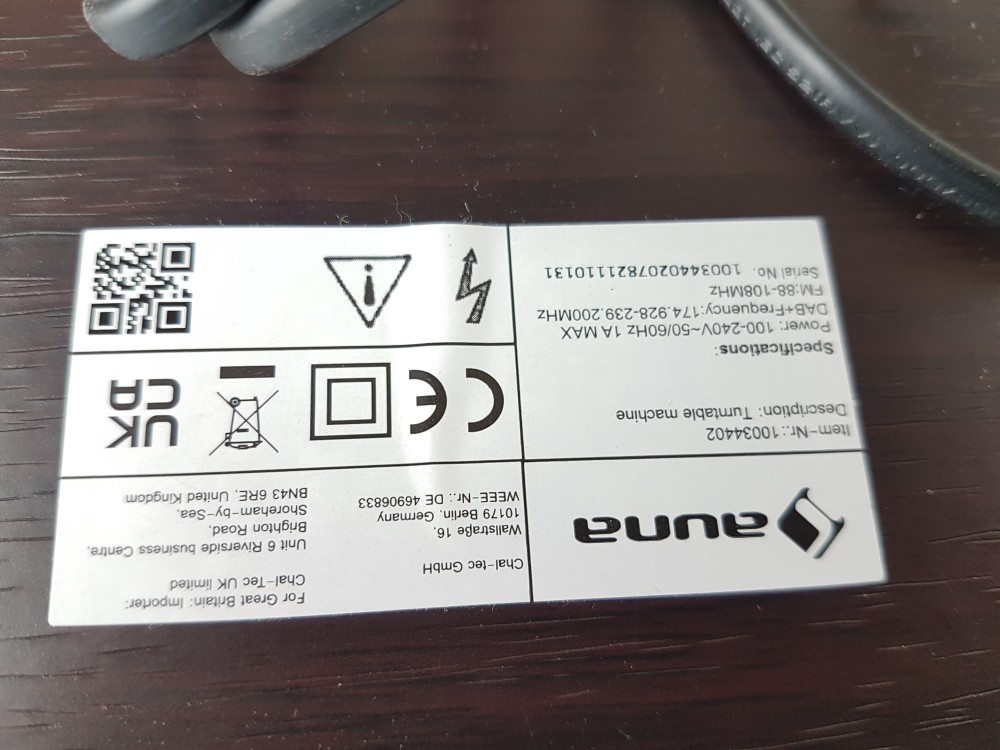 auna
Item-Nr.: 10034402
Description: Turntable machine
Specifications:
Power: 100-240V~50/60Hz 1A MAX
DAB+Frequency:174.928-239.200MHz
FM:88-108MHz
Serial No. 1003440207821110131
Chal-tec GmbH
Wallstraße 16,
10179 Berlin, Germany
WEEE-Nr.: DE 46906833
For Great Britain: Importer:
Chal-Tec UK limited
Unit 6 Riverside business Centre,
Brighton Road,
Shoreham-by-Sea,
BN43 6RE, United Kingdom
CE
UK
CA